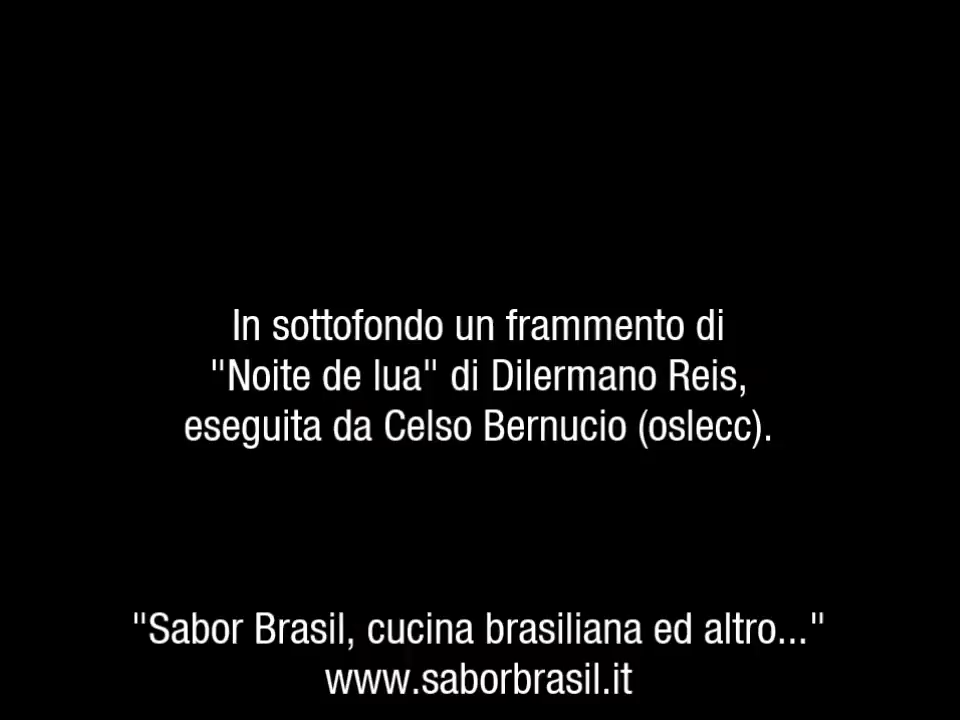 In sottofondo un frammento di
"Noite de lua" di Dilermano Reis,
eseguita da Celso Bernucio (oslecc).
"Sabor Brasil, cucina brasiliana ed altro..."
www.saborbrasil.it